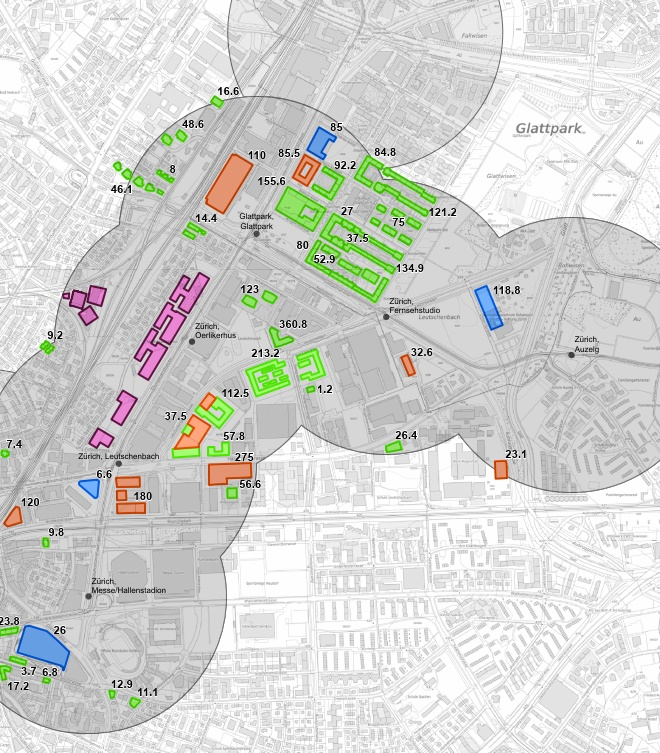 Fallwisen
16.6
Glattpark
48.6
85
85.5
84.8
110
92.2
8
155.6
46.1
Glattwisen
27
121.2
14.4
75
Glattpark,
Glattpark
37.5
80
52.9
134.9
123
118.8
Zürich,
Fernsehstudio
Leutschenbach
360.8
Zürich,
Oerlikerhus
9.2
Zürich,
Auzelg
213.2
32.6
112.5
1.2
37.5
57.8
26.4
7.4
Zürich, Leutschenbach
275
23.1
6.6
56.6
180
120
9.8
Zürich,
Messe/Hallenstadion
23.8
26
3.7
6.8
17.2
12.9
11.1